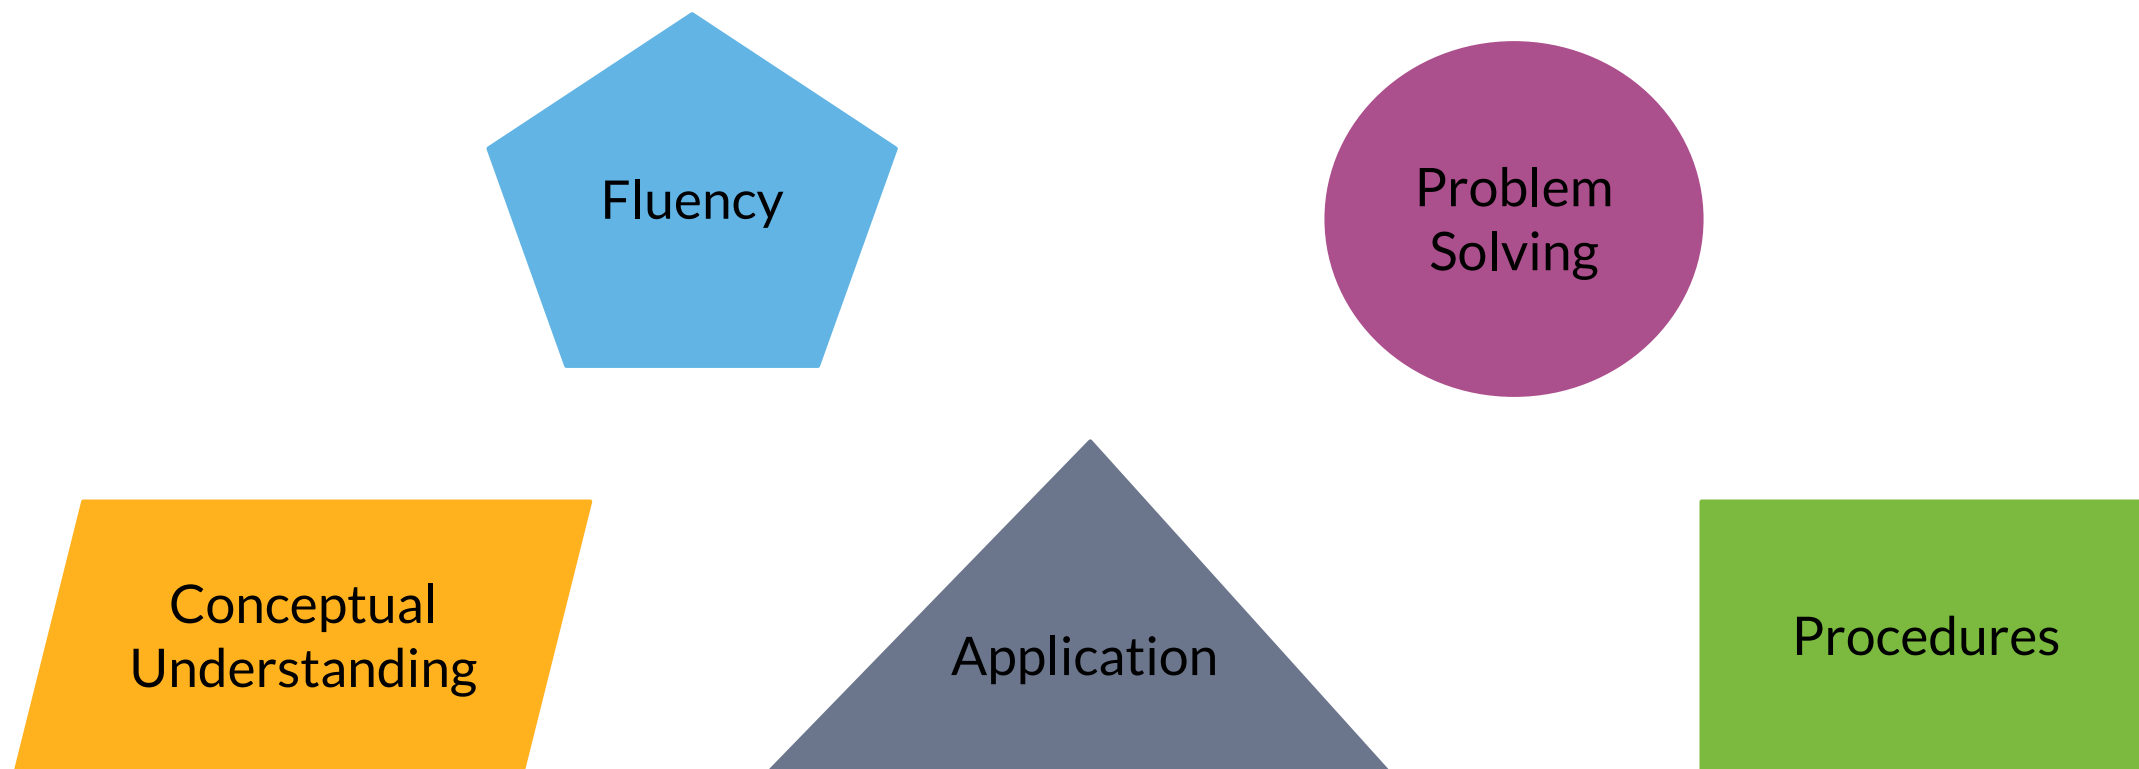 Fluency
Problem
Solving
Conceptual
Understanding
Application
Procedures